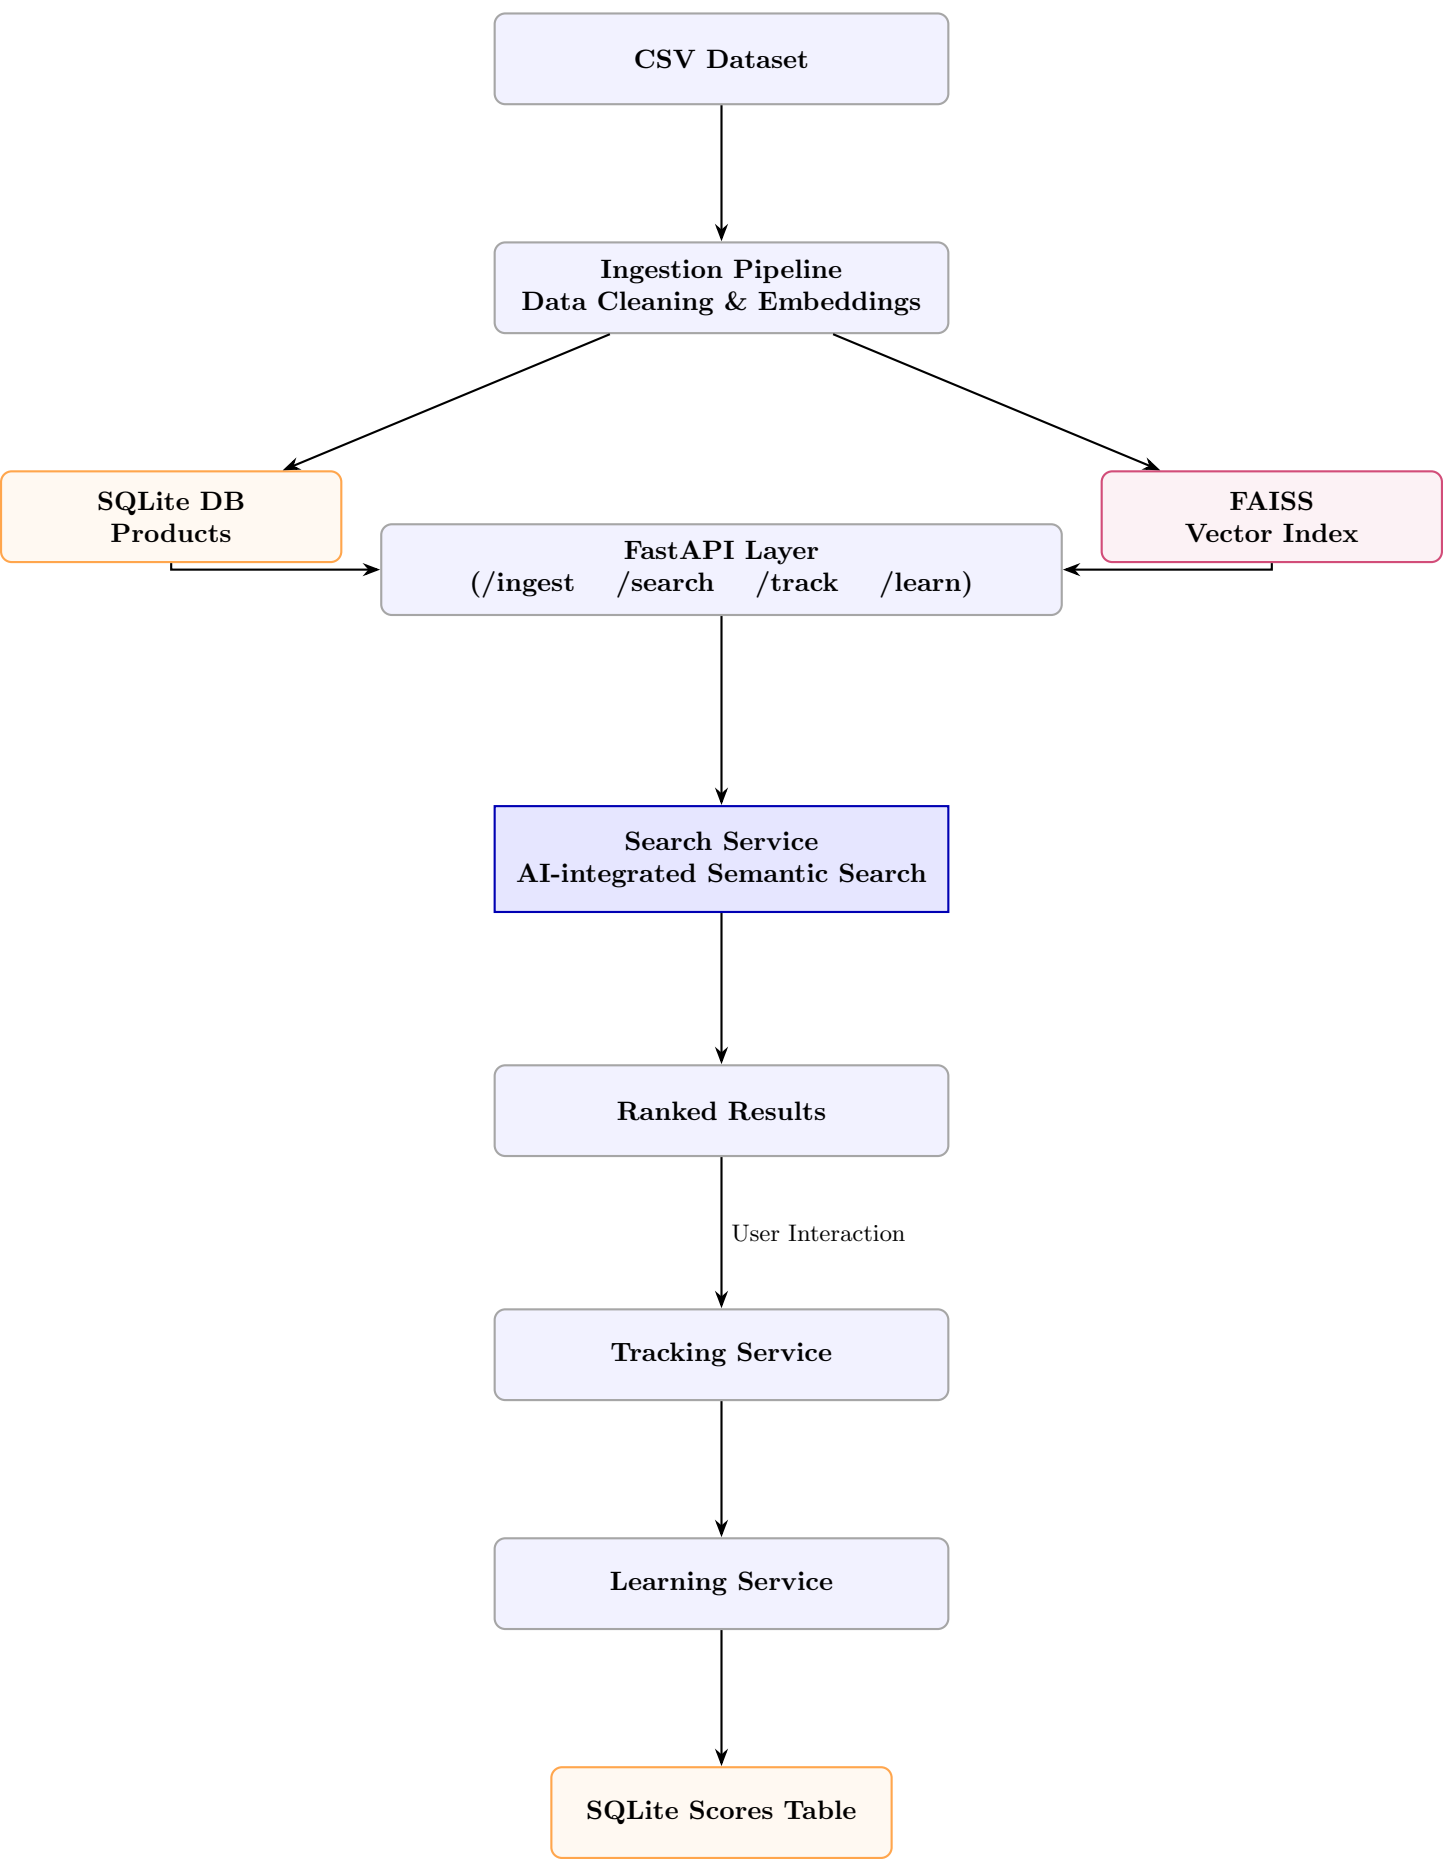 CSV Dataset
Ingestion Pipeline
Data Cleaning & Embeddings
SQLite DB
Products
FAISS
Vector Index
FastAPI Layer
(/ingest /search /track /learn)
Search Service
AI-integrated Semantic Search
Ranked Results
User Interaction
Tracking Service
Learning Service
SQLite Scores Table